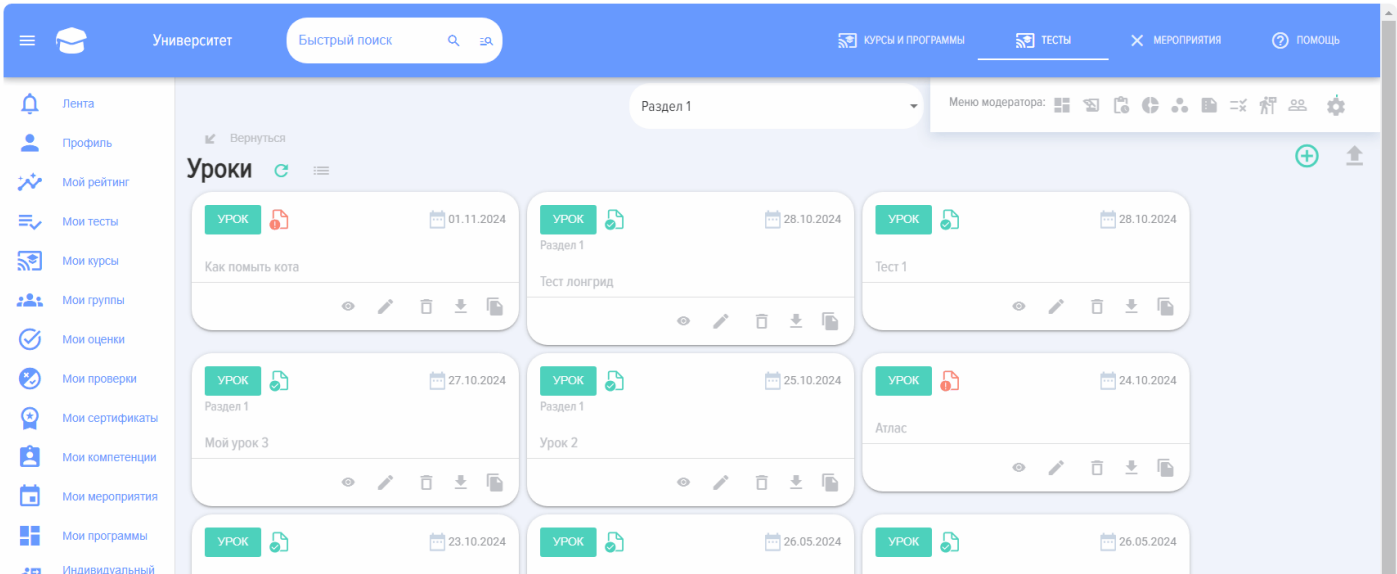 Университет
Быстрый поиск
КУРСЫ И ПРОГРАММЫ
ТЕСТЫ
МЕРОПРИЯТИЯ
ПОМОЩЬ
Лента
Профиль
Мой рейтинг
Мои тесты
Мои курсы
Мои группы
Мои оценки
Мои проверки
Мои сертификаты
Мои компетенции
Мои мероприятия
Мои программы
Индивидуальный
Раздел 1
Меню модератора:
Вернуться
Уроки
УРОК 01.11.2024
Как помыть кота
УРОК 28.10.2024
Раздел 1
Тест лонгрид
УРОК 28.10.2024
Тест 1
УРОК 27.10.2024
Раздел 1
Мой урок 3
УРОК 25.10.2024
Раздел 1
Урок 2
УРОК 24.10.2024
Атлас
УРОК 23.10.2024
УРОК 26.05.2024
УРОК 26.05.2024